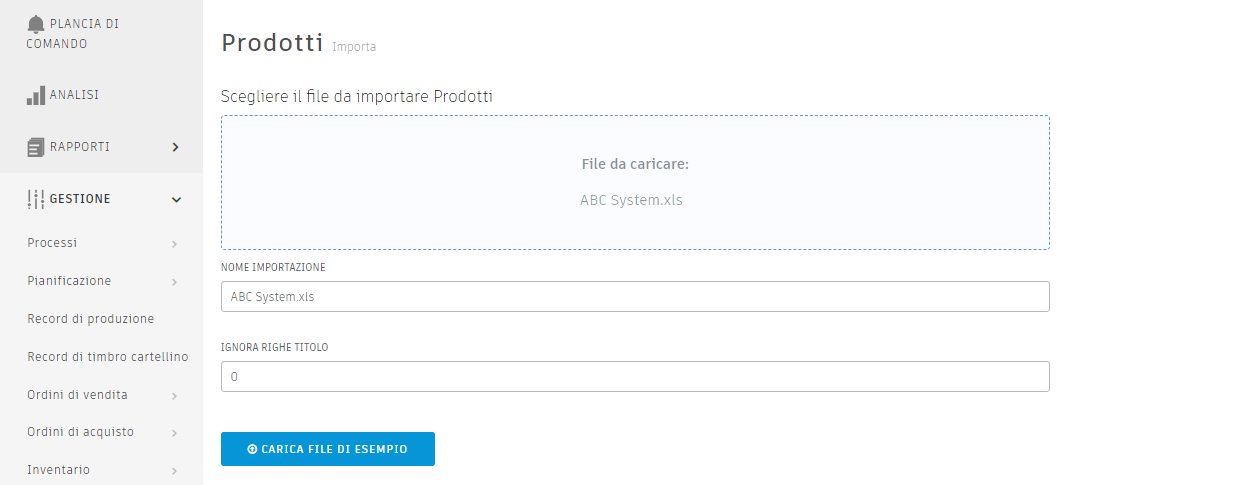 PLANCIA DI
COMANDO
ANALISI
RAPPORTI
GESTIONE
Processi
Pianificazione
Record di produzione
Record di timbro cartellino
Ordini di vendita
Ordini di acquisto
Inventario
Prodotti Importa
Scegliere il file da importare Prodotti
File da caricare:
ABC System.xls
NOME IMPORTAZIONE
ABC System.xls
IGNORA RIGHE TITOLO
0
CARICA FILE DI ESEMPIO